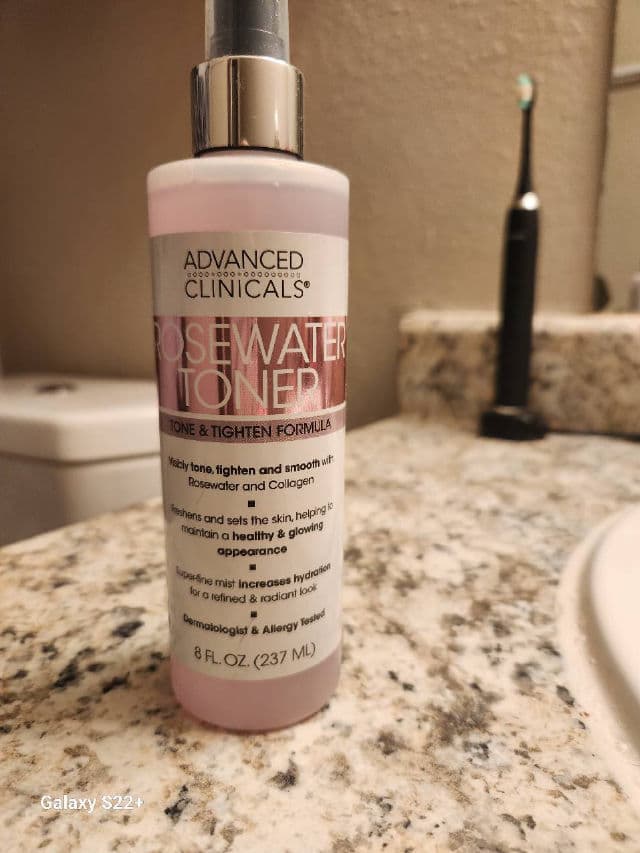 ADVANCED
CLINICALS®
ROSEWATER
TONER
TONE & TIGHTEN FORMULA
Visibly tone, tighten and smooth with
Rosewater and Collagen
Freshens and sets the skin, helping to
maintain a healthy & glowing
appearance
Super-fine mist increases hydration
for a refined & radiant look
Dermatologist & Allergy Tested
8 FL. OZ. (237 ML)
Galaxy S22+